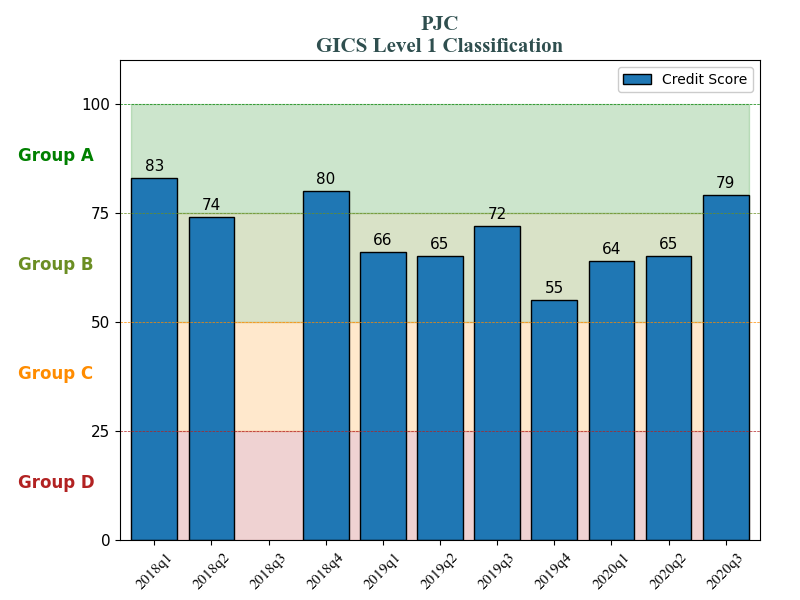 PJC
GICS Level 1 Classification
Credit Score
100
Group A
83
74
80
66
65
72
55
64
65
79
75
Group B
50
Group C
25
Group D
0
2018q1
2018q2
2018q3
2018q4
2019q1
2019q2
2019q3
2019q4
2020q1
2020q2
2020q3